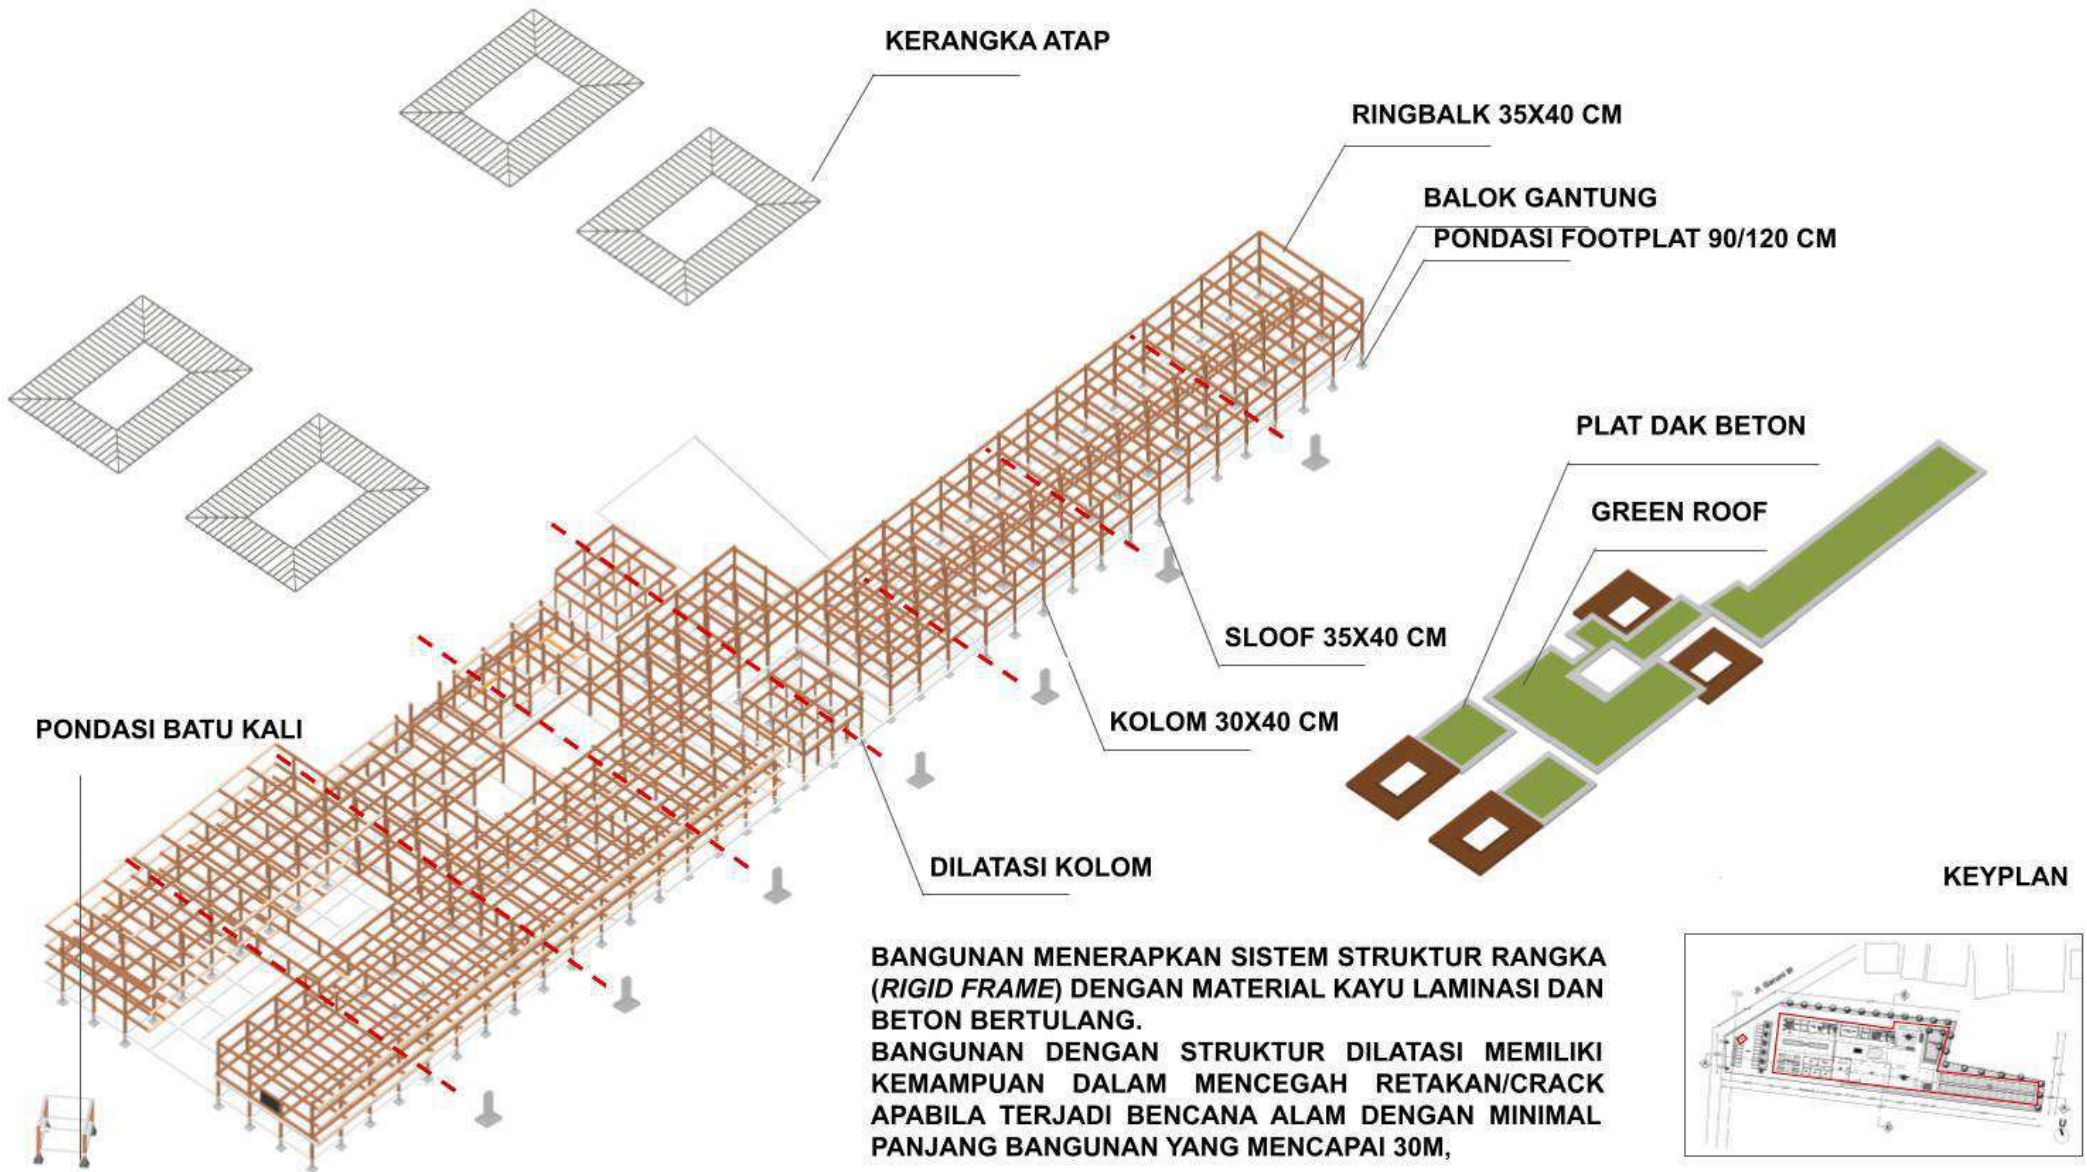 KERANGKA ATAP
RINGBALK 35X40 CM
BALOK GANTUNG
PONDASI FOOTPLAT 90/120 CM
PLAT DAK BETON
GREEN ROOF
SLOOF 35X40 CM
KOLOM 30X40 CM
PONDASI BATU KALI
DILATASI KOLOM
KEYPLAN
BANGUNAN MENERAPKAN SISTEM STRUKTUR RANGKA
(RIGID FRAME) DENGAN MATERIAL KAYU LAMINASI DAN
BETON BERTULANG.
BANGUNAN DENGAN STRUKTUR DILATASI MEMILIKI
KEMAMPUAN DALAM MENCEGAH RETAKAN/CRACK
APABILA TERJADI BENCANA ALAM DENGAN MINIMAL
PANJANG BANGUNAN YANG MENCAPAI 30M,